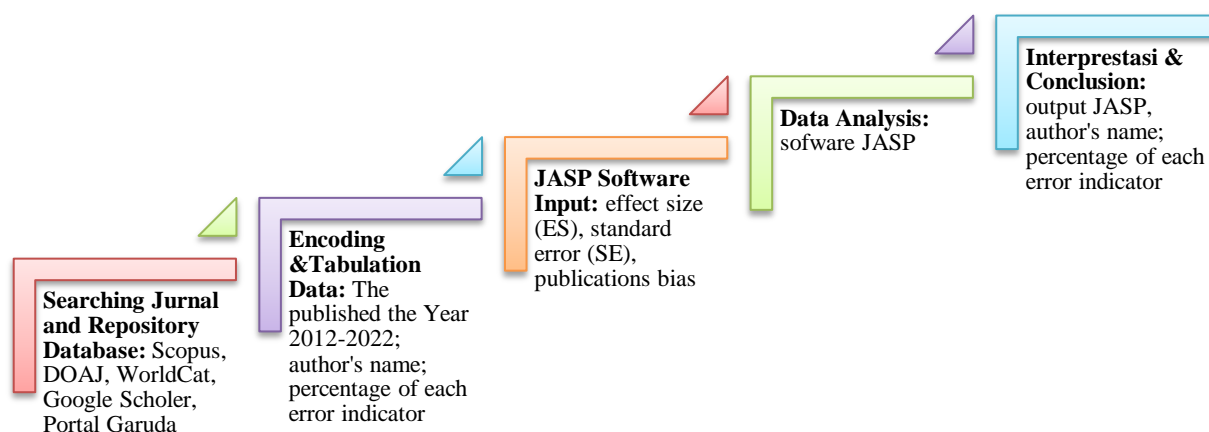 Searching Jurnal
and Repository
Database: Scopus,
DOAJ, WorldCat,
Google Scholer,
Portal Garuda
Encoding
&Tabulation
Data: The
published the Year
2012-2022;
author's name;
percentage of each
error indicator
JASP Software
Input: effect size
(ES), standard
error (SE),
publications bias
Data Analysis:
sofware JASP
Interprestasi &
Conclusion:
output JASP,
author's name;
percentage of each
error indicator